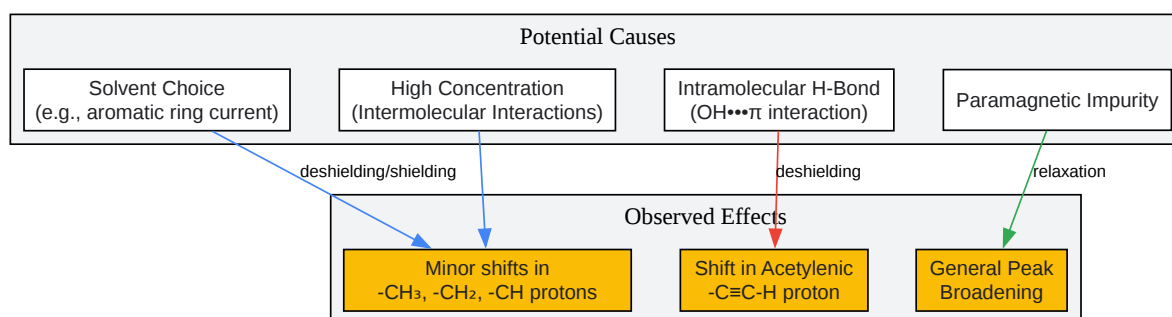 Potential Causes
Solvent Choice
(e.g., aromatic ring current)
High Concentration
(Intermolecular Interactions)
Intramolecular H-Bond
(OH•••π interaction)
Paramagnetic Impurity
deshielding/shielding
deshielding
relaxation
Observed Effects
Minor shifts in
-CH₃, -CH₂, -CH protons
Shift in Acetylenic
-C≡C-H proton
General Peak
Broadening